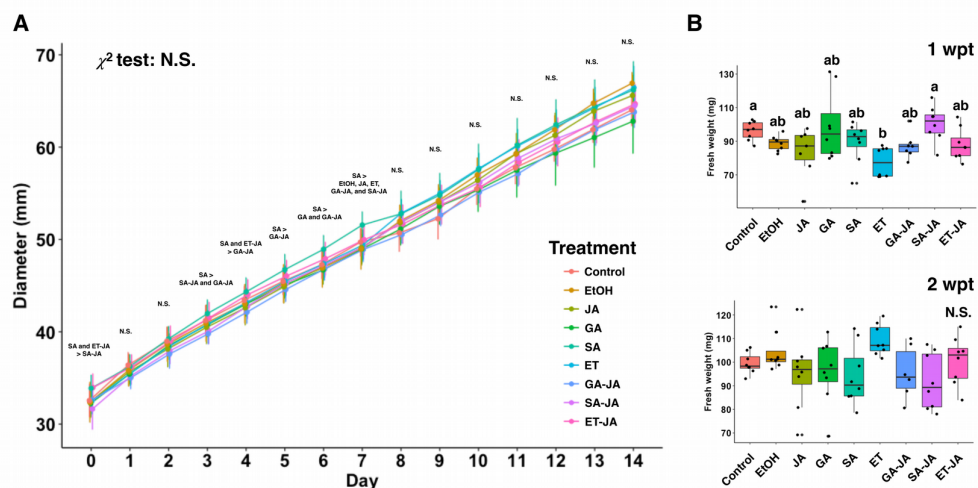 A
χ² test: N.S.
Diameter (mm)
70
60
50
40
30
SA and ET-JA
> SA-JA
N.S.
N.S.
SA >
SA-JA and GA-JA
SA and ET-JA
> GA-JA
SA >
GA-JA
SA >
GA and GA-JA
SA >
EtOH, JA, ET,
GA-JA, and SA-JA
N.S.
N.S.
N.S.
N.S.
N.S.
N.S.
N.S.
Treatment
Control
EtOH
JA
GA
SA
ET
GA-JA
SA-JA
ET-JA
0 1 2 3 4 5 6 7 8 9 10 11 12 13 14
Day
B
1 wpt
Fresh weight (mg)
130
110
90
70
a ab ab ab ab b ab a ab
Control EtOH JA GA SA ET GA-JA SA-JA ET-JA
2 wpt
N.S.
Fresh weight (mg)
120
110
100
90
80
70
Control EtOH JA GA SA ET GA-JA SA-JA ET-JA